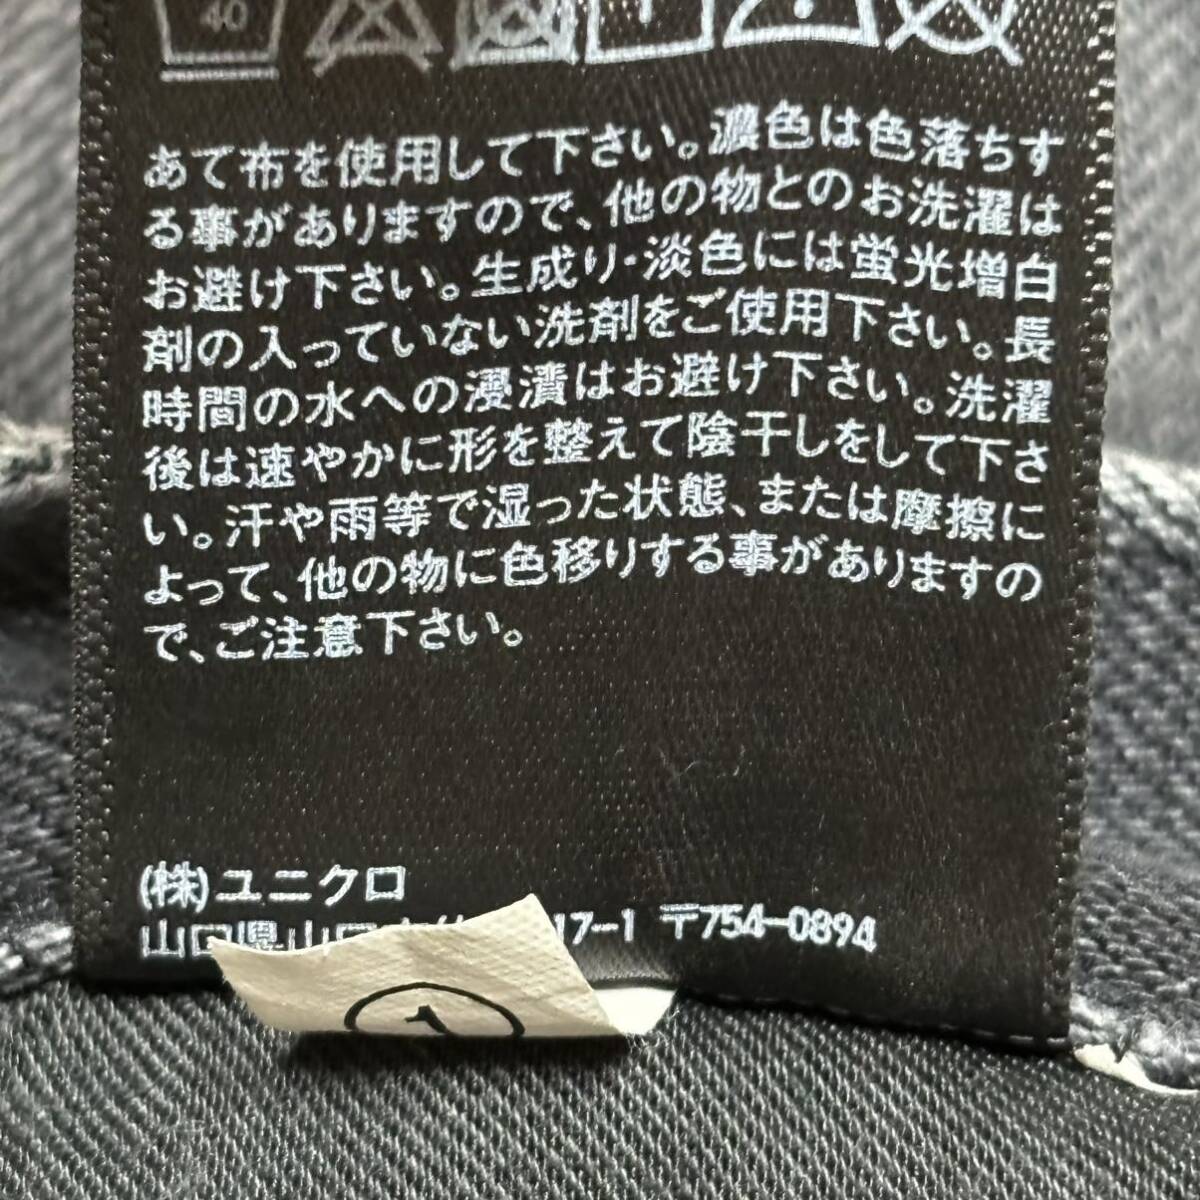 40
あて布を使用して下さい。濃色は色落ちす
る事がありますので、他の物とのお洗濯は
お避け下さい。生成り・淡色には蛍光増白
剤の入っていない洗剤をご使用下さい。長
時間の水への浸漬はお避け下さい。洗濯
後は速やかに形を整えて陰干しをして下さ
い。汗や雨等で湿った状態、または摩擦に
よって、他の物に色移りする事がありますの
で、ご注意下さい。
(株)ユニクロ
山口県山口 17-1 〒754-0894